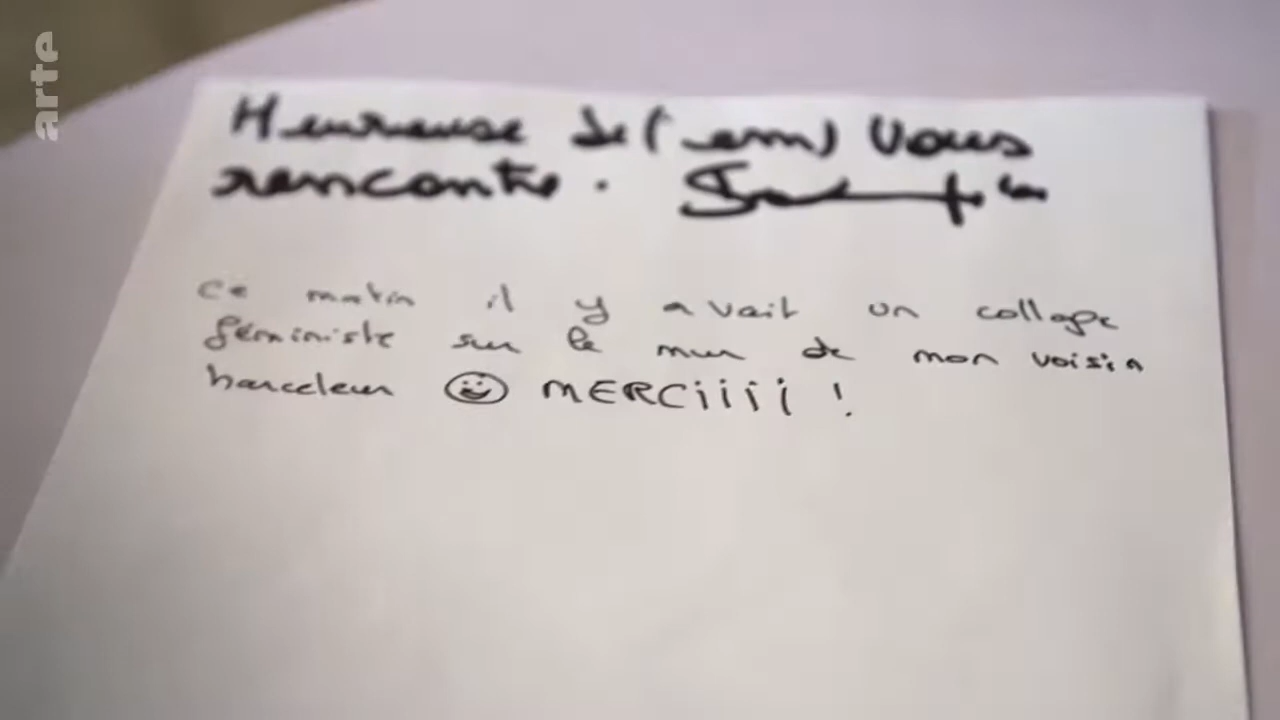 arte
Heureuse de (      em) Vous
rencontre.
Ce matin il y avait un collage
féministe sur le mur de mon voisin
harceleur MERCiiii !